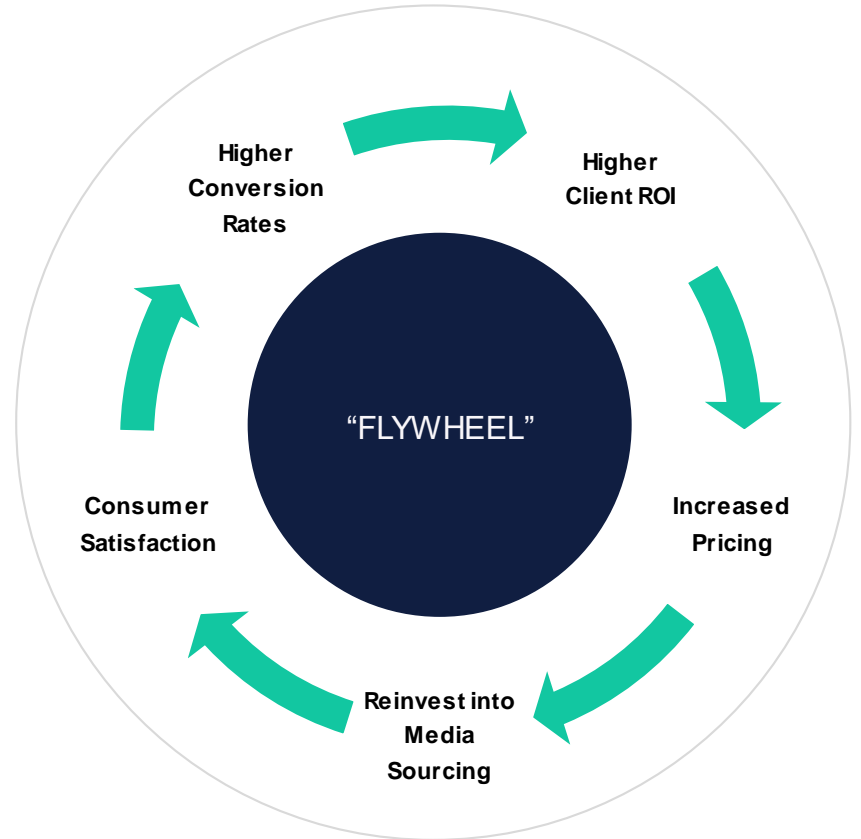 Higher
Conversion
Rates
Higher
Client ROI
"FLYWHEEL"
Consumer
Satisfaction
Increased
Pricing
Reinvest into
Media
Sourcing